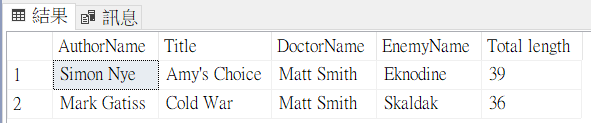 結果 訊息
AuthorName Title DoctorName EnemyName Total length
1 Simon Nye Amy's Choice Matt Smith Eknodine 39
2 Mark Gatiss Cold War Matt Smith Skaldak 36